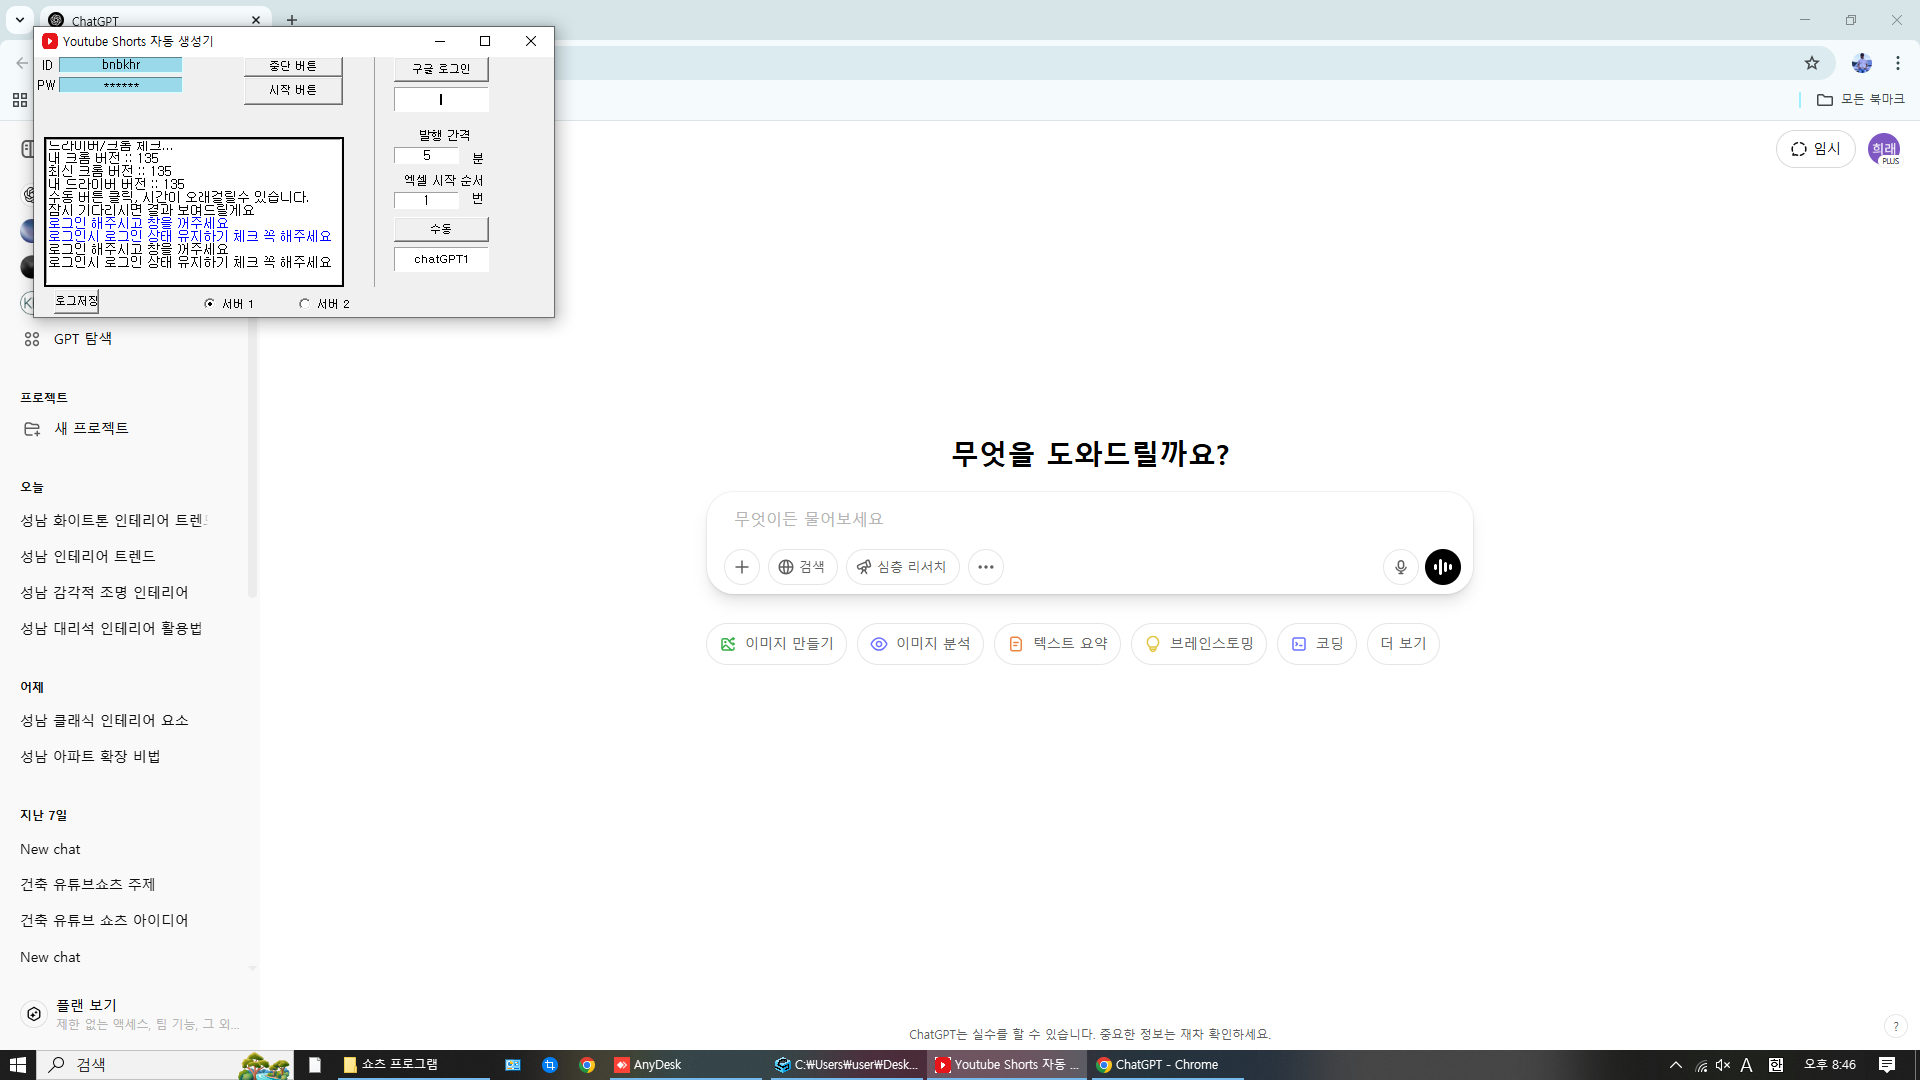 ChatGPT
Youtube Shorts 자동 생성기
ID
bnbkhr
중단 버튼
구글 로그인
PW
******
시작 버튼
발행 간격
5
분
엑셀 시작 순서
1
번
수동
chatGPT1
드라이버/크롬 체크...
내 크롬 버전 :: 135
최신 크롬 버전 :: 135
내 드라이버 버전 :: 135
수동 버튼 클릭, 시간이 오래걸릴수 있습니다.
잠시 기다리시면 결과 보여드릴게요
로그인 해주시고 창을 꺼주세요
로그인시 로그인 상태 유지하기 체크 꼭 해주세요
로그인 해주시고 창을 꺼주세요
로그인시 로그인 상태 유지하기 체크 꼭 해주세요
로그저장
서버 1
서버 2
모든 북마크
임시
희래
PLUS
GPT 탐색
프로젝트
새 프로젝트
오늘
성남 화이트톤 인테리어 트렌
성남 인테리어 트렌드
성남 감각적 조명 인테리어
성남 대리석 인테리어 활용법
어제
성남 클래식 인테리어 요소
성남 아파트 확장 비법
지난 7일
New chat
건축 유튜브쇼츠 주제
건축 유튜브 쇼츠 아이디어
New chat
플랜 보기
제한 없는 액세스, 팀 기능, 그 외...
무엇을 도와드릴까요?
무엇이든 물어보세요
검색
심층 리서치
이미지 만들기
이미지 분석
텍스트 요약
브레인스토밍
코딩
더 보기
ChatGPT는 실수를 할 수 있습니다. 중요한 정보는 재차 확인하세요.
?
검색
쇼츠 프로그램
AnyDesk
C:₩Users₩user₩Desk...
Youtube Shorts 자동 ...
ChatGPT - Chrome
A
한
오후 8:46